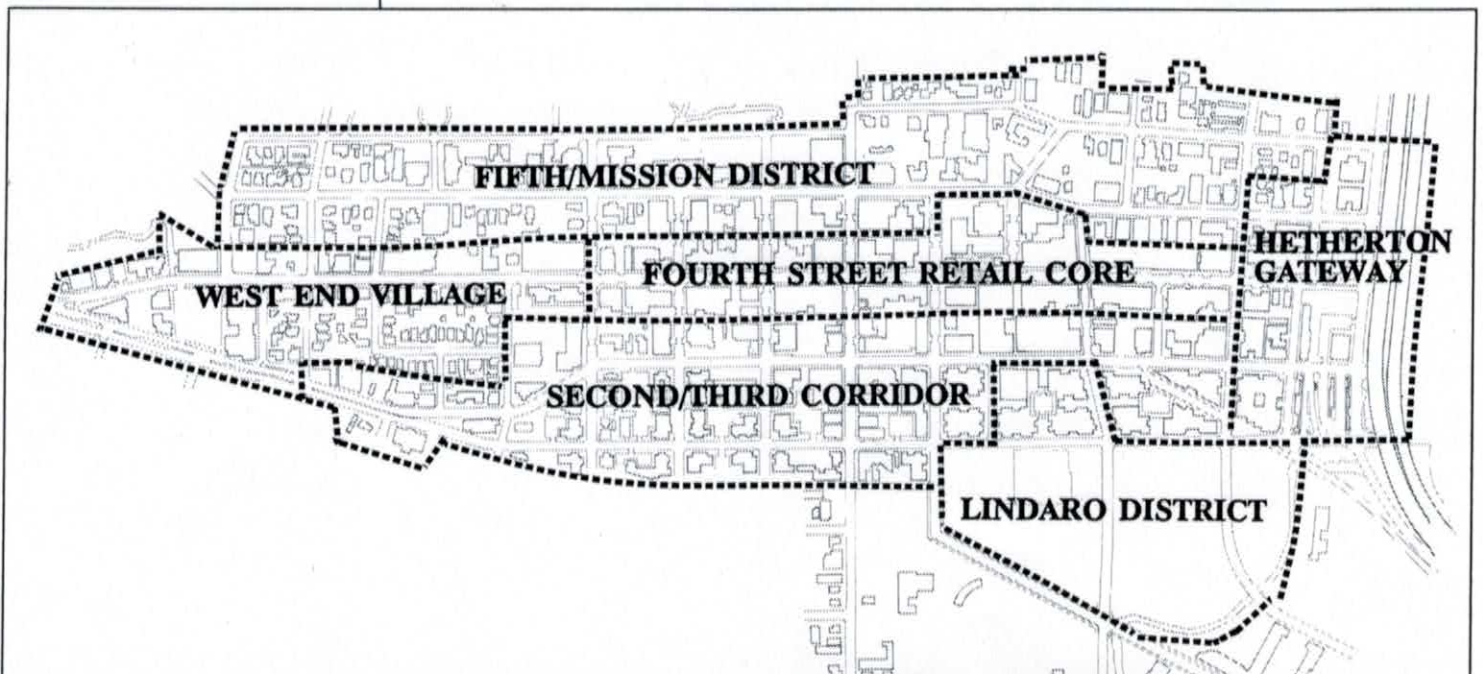 FIFTH/MISSION DISTRICT
HETHERTON
GATEWAY
FOURTH STREET RETAIL CORE
WEST END VILLAGE
SECOND/THIRD CORRIDOR
LINDARO DISTRICT